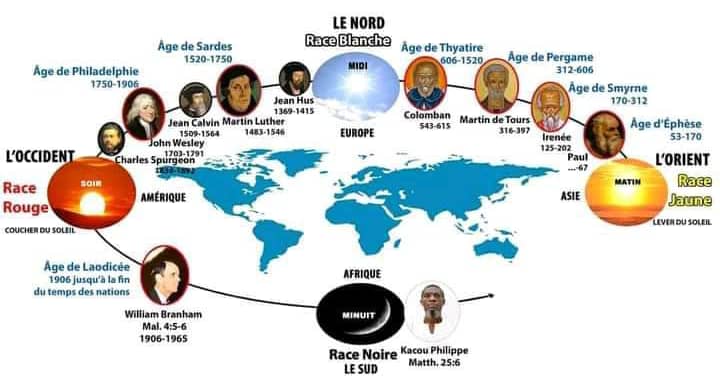 LE NORD
Race Blanche
MIDI
EUROPE
Âge de Sardes
1520-1750
Âge de Thyatire
606-1520
Âge de Philadelphie
1750-1906
Âge de Pergame
312-606
Âge de Smyrne
170-312
Âge d'Éphèse
53-170
Jean Hus
1369-1415
Martin Luther
1483-1546
Jean Calvin
1509-1564
John Wesley
1703-1791
Charles Spurgeon
1834-1892
Colomban
543-615
Martin de Tours
316-397
Irenée
125-202
Paul
...-67
L'OCCIDENT
Race
Rouge
SOIR
COUCHER DU SOLEIL
AMÉRIQUE
L'ORIENT
Race
Jaune
MATIN
LEVER DU SOLEIL
ASIE
Âge de Laodicée
1906 jusqu'à la fin
du temps des nations
William Branham
Mal. 4:5-6
1906-1965
AFRIQUE
MINUIT
Race Noire
LE SUD
Kacou Philippe
Matth. 25:6